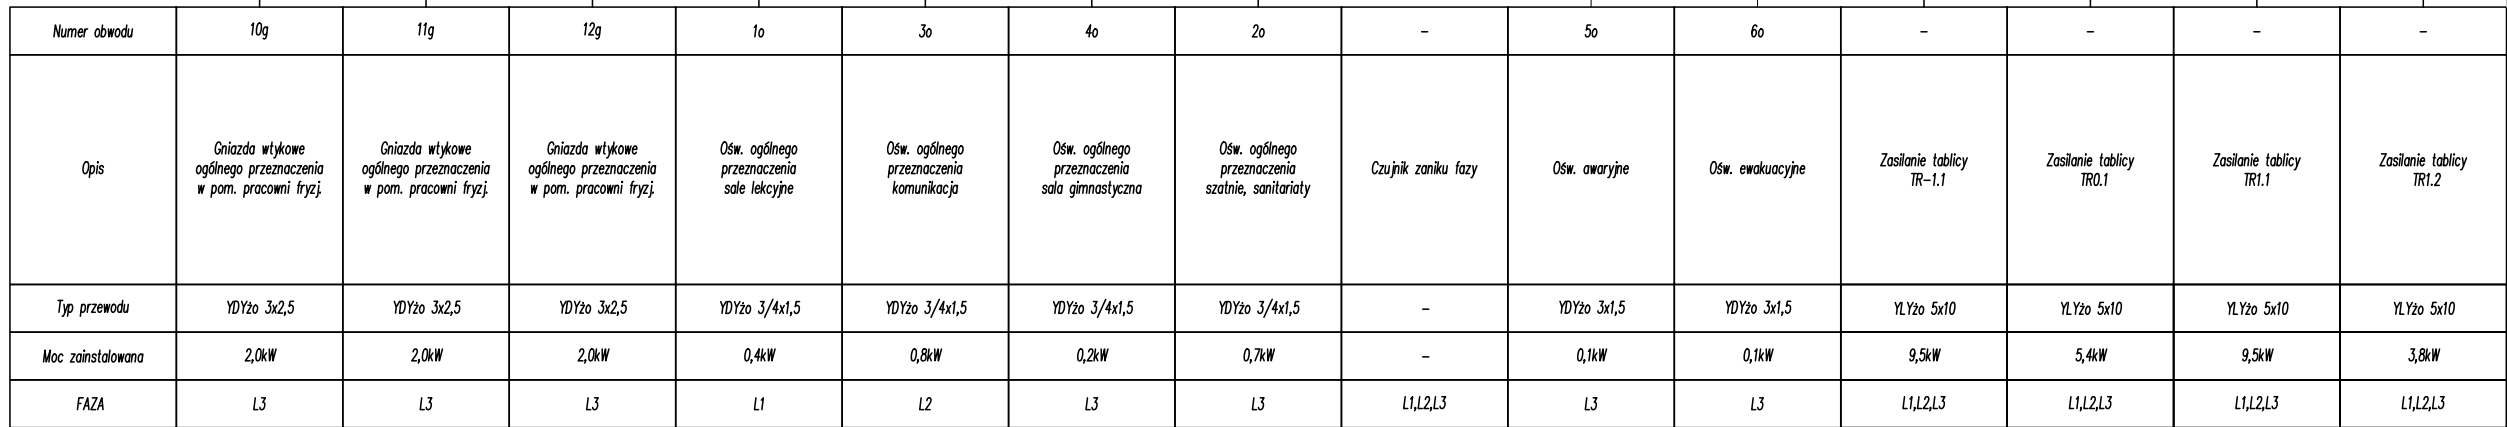 Numer obwodu 10g 11g 12g 1o 3o 4o 2o – 5o 6o – – – –
Opis
Gniazda wtykowe
ogólnego przeznaczenia
w pom. pracowni fryzj.
Gniazda wtykowe
ogólnego przeznaczenia
w pom. pracowni fryzj.
Gniazda wtykowe
ogólnego przeznaczenia
w pom. pracowni fryzj.
Ośw. ogólnego
przeznaczenia
sale lekcyjne
Ośw. ogólnego
przeznaczenia
komunikacja
Ośw. ogólnego
przeznaczenia
sala gimnastyczna
Ośw. ogólnego
przeznaczenia
szatnie, sanitariaty
Czujnik zaniku fazy
Ośw. awaryjne
Ośw. ewakuacyjne
Zasilanie tablicy
TR–1.1
Zasilanie tablicy
TR0.1
Zasilanie tablicy
TR1.1
Zasilanie tablicy
TR1.2
Typ przewodu YDYżo 3x2,5 YDYżo 3x2,5 YDYżo 3x2,5 YDYżo 3/4x1,5 YDYżo 3/4x1,5 YDYżo 3/4x1,5 YDYżo 3/4x1,5 – YDYżo 3x1,5 YDYżo 3x1,5 YLYżo 5x10 YLYżo 5x10 YLYżo 5x10 YLYżo 5x10
Moc zainstalowana 2,0kW 2,0kW 2,0kW 0,4kW 0,8kW 0,2kW 0,7kW – 0,1kW 0,1kW 9,5kW 5,4kW 9,5kW 3,8kW
FAZA L3 L3 L3 L1 L2 L3 L3 L1,L2,L3 L3 L3 L1,L2,L3 L1,L2,L3 L1,L2,L3 L1,L2,L3